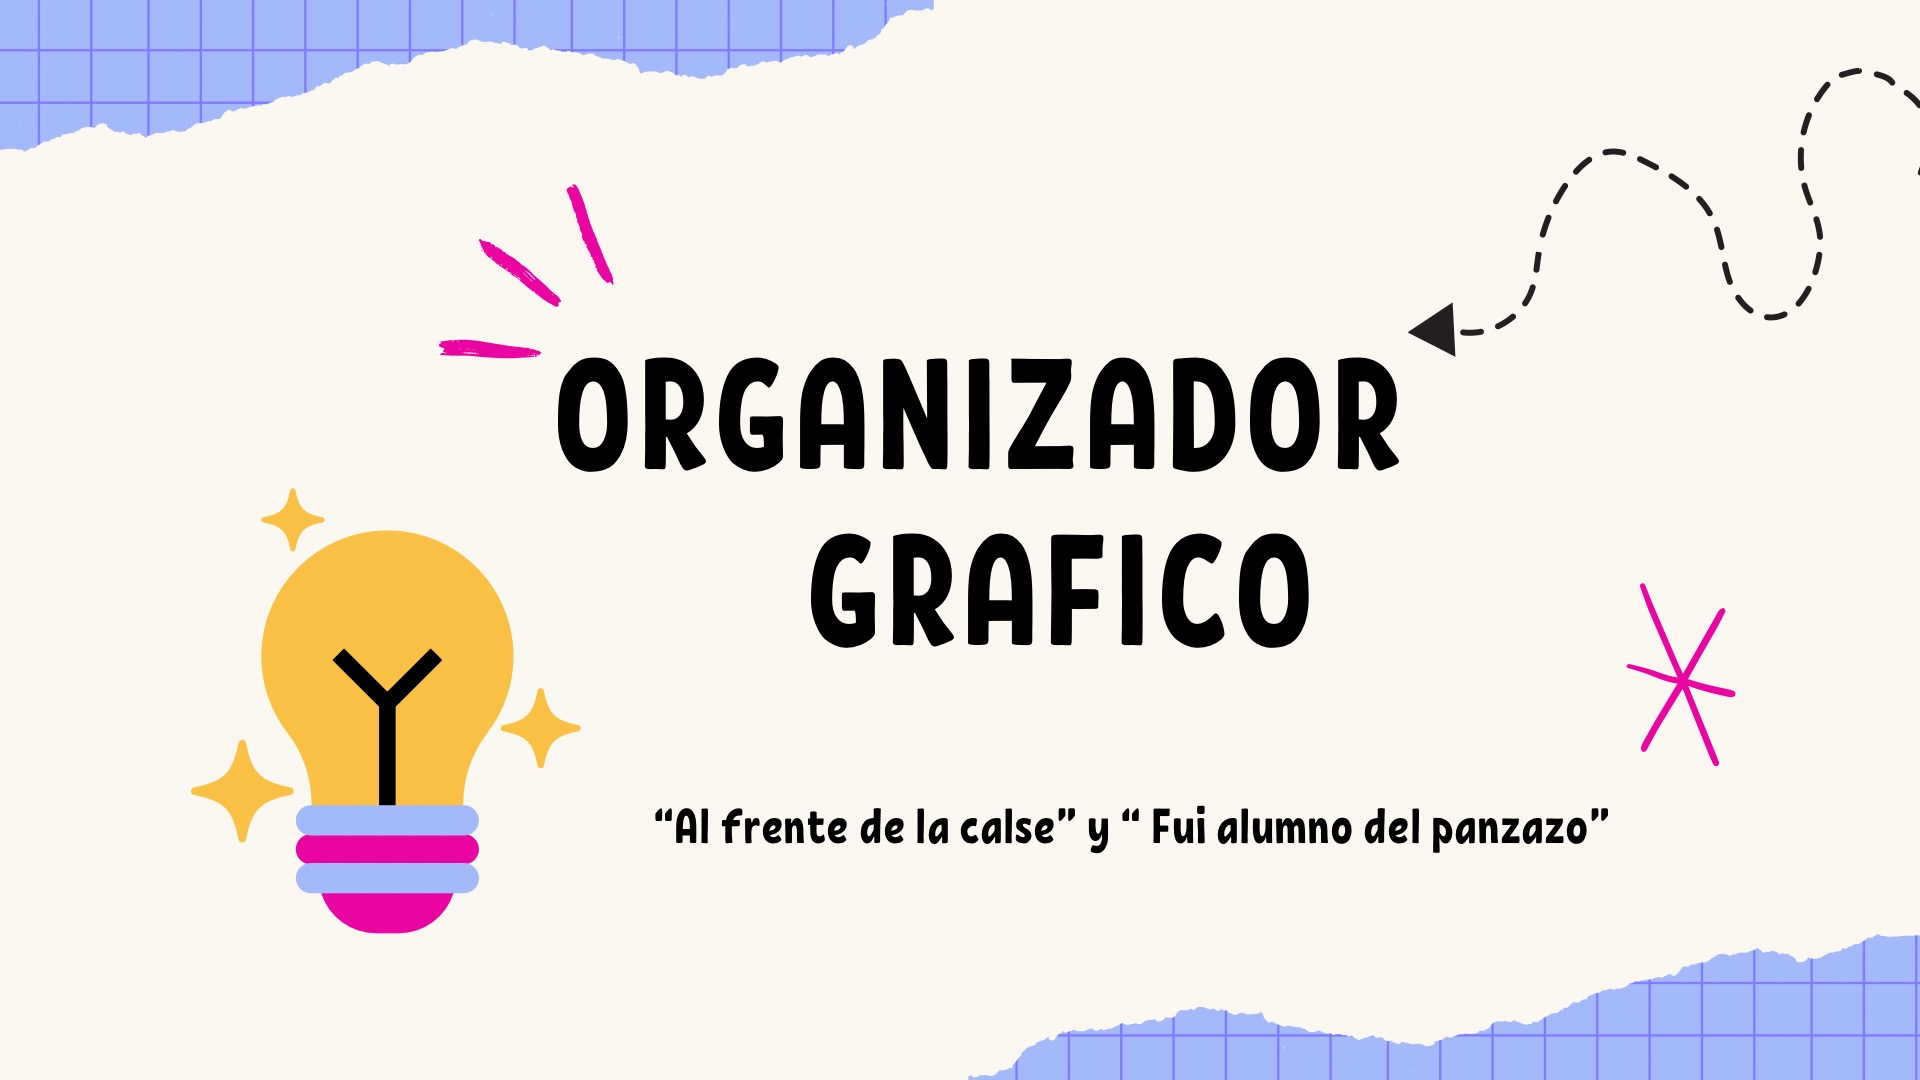 ORGANIZADOR
GRAFICO
“Al frente de la calse” y “ Fui alumno del panzazo”